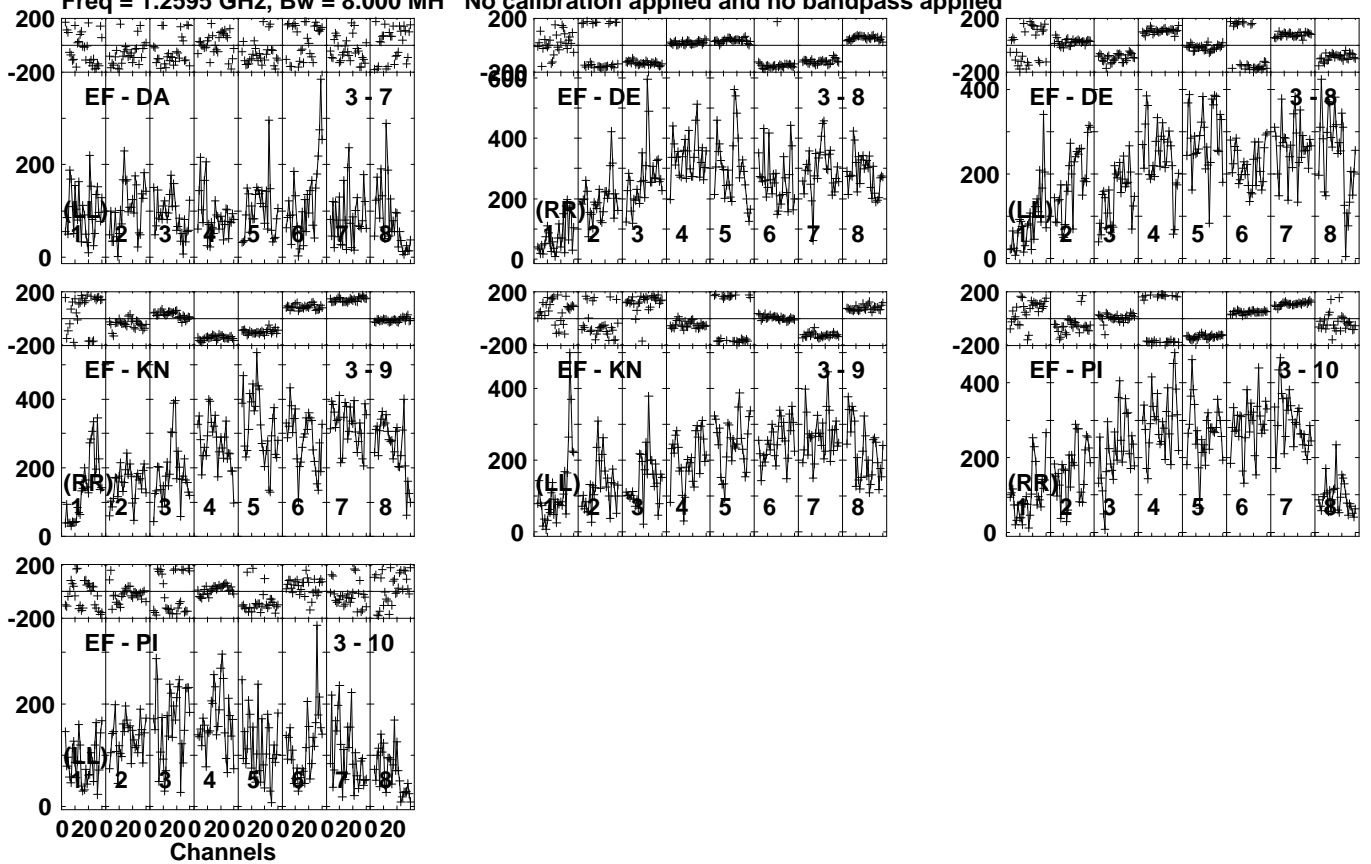 Freq = 1.2595 GHz, Bw = 8.000 MH No calibration applied and no bandpass applied
200
-200
EF - DA 3 - 7
200
(LL)
1 2 3 4 5 6 7 8
0
200
-200
600
EF - DE 3 - 8
400
200
(RR)
1 2 3 4 5 6 7 8
0
200
-200
400
EF - DE 3 - 8
200
(LL)
1 2 3 4 5 6 7 8
0
200
-200
EF - KN 3 - 9
400
200
(RR)
1 2 3 4 5 6 7 8
0
200
-200
EF - KN 3 - 9
400
200
(LL)
1 2 3 4 5 6 7 8
0
200
-200
EF - PI 3 - 10
400
200
(RR)
1 2 3 4 5 6 7 8
0
200
-200
EF - PI 3 - 10
200
(LL)
1 2 3 4 5 6 7 8
0
0 20 0 20 0 20 0 20 0 20 0 20 0 20 0 20
Channels